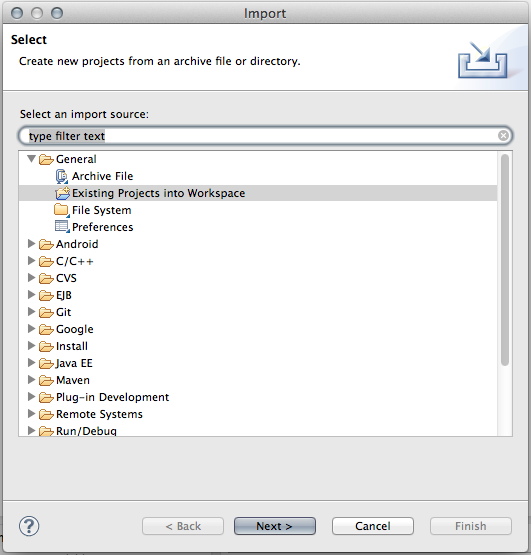 Import
Select
Create new projects from an archive file or directory.
Select an import source:
type filter text
General
Archive File
Existing Projects into Workspace
File System
Preferences
Android
C/C++
CVS
EJB
Git
Google
Install
Java EE
Maven
Plug-in Development
Remote Systems
Run/Debug
?
< Back
Next >
Cancel
Finish